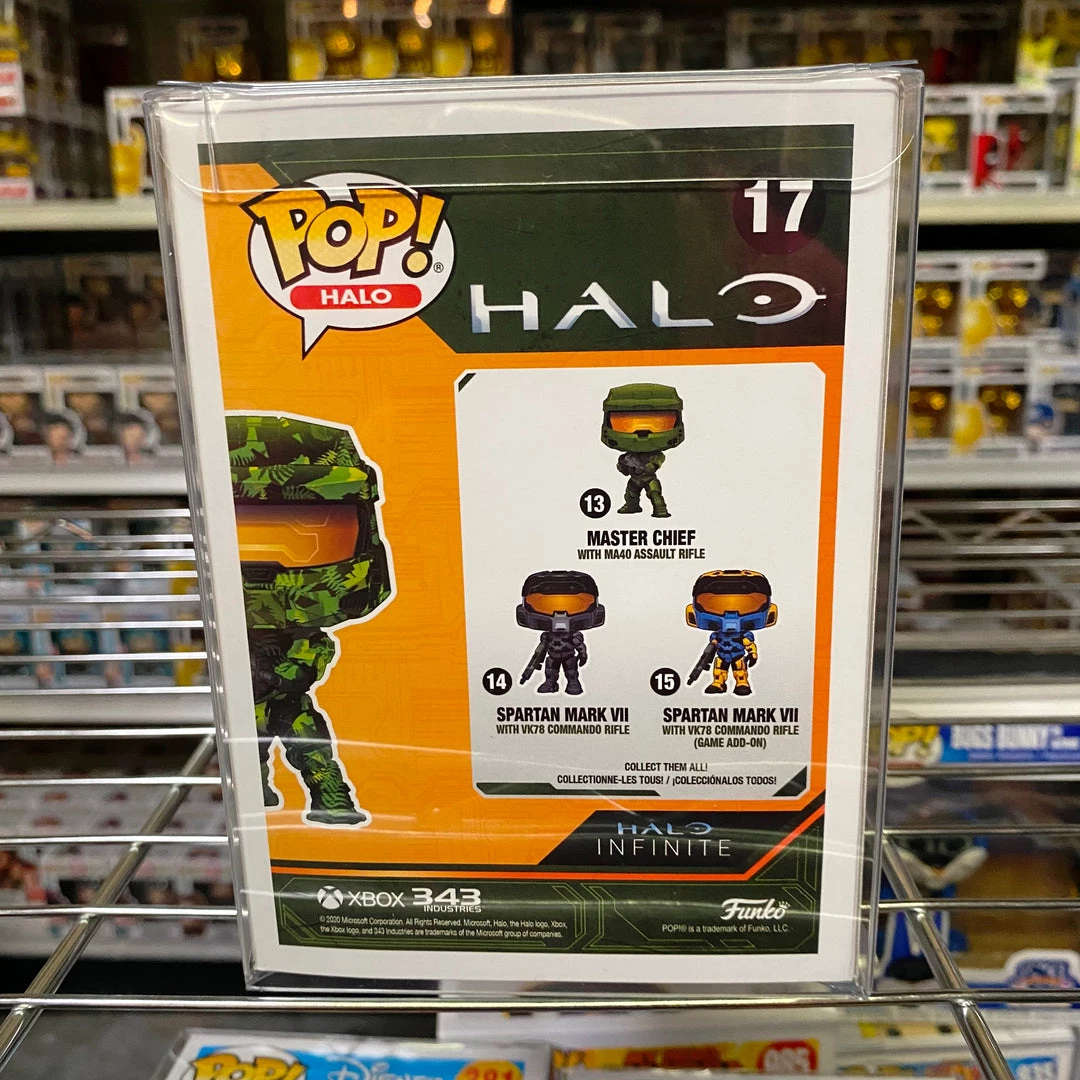 POP!®
HALO
17
HALO
13
MASTER CHIEF
WITH MA40 ASSAULT RIFLE
14
SPARTAN MARK VII
WITH VK78 COMMANDO RIFLE
15
SPARTAN MARK VII
WITH VK78 COMMANDO RIFLE
(GAME ADD-ON)
COLLECT THEM ALL!
COLLECTIONNE-LES TOUS! / ¡COLECCIÓNALOS TODOS!
HALO
INFINITE
XBOX 343
INDUSTRIES
© 2020 Microsoft Corporation. All Rights Reserved. Microsoft, Halo, the Halo logo, Xbox,
the Xbox logo, and 343 Industries are trademarks of the Microsoft group of companies.
Funko
POP!® is a trademark of Funko, LLC.
POP!
BUGS BUNNY
POP!
Disney